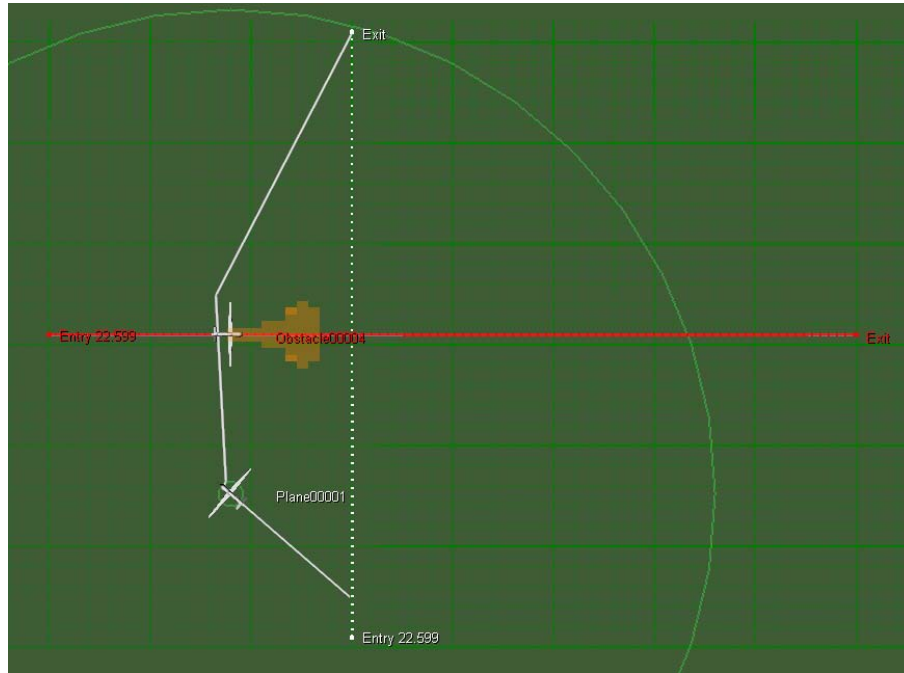 Exit
Entry 22.599
Obstacle00004
Exit
Plane00001
Entry 22.599